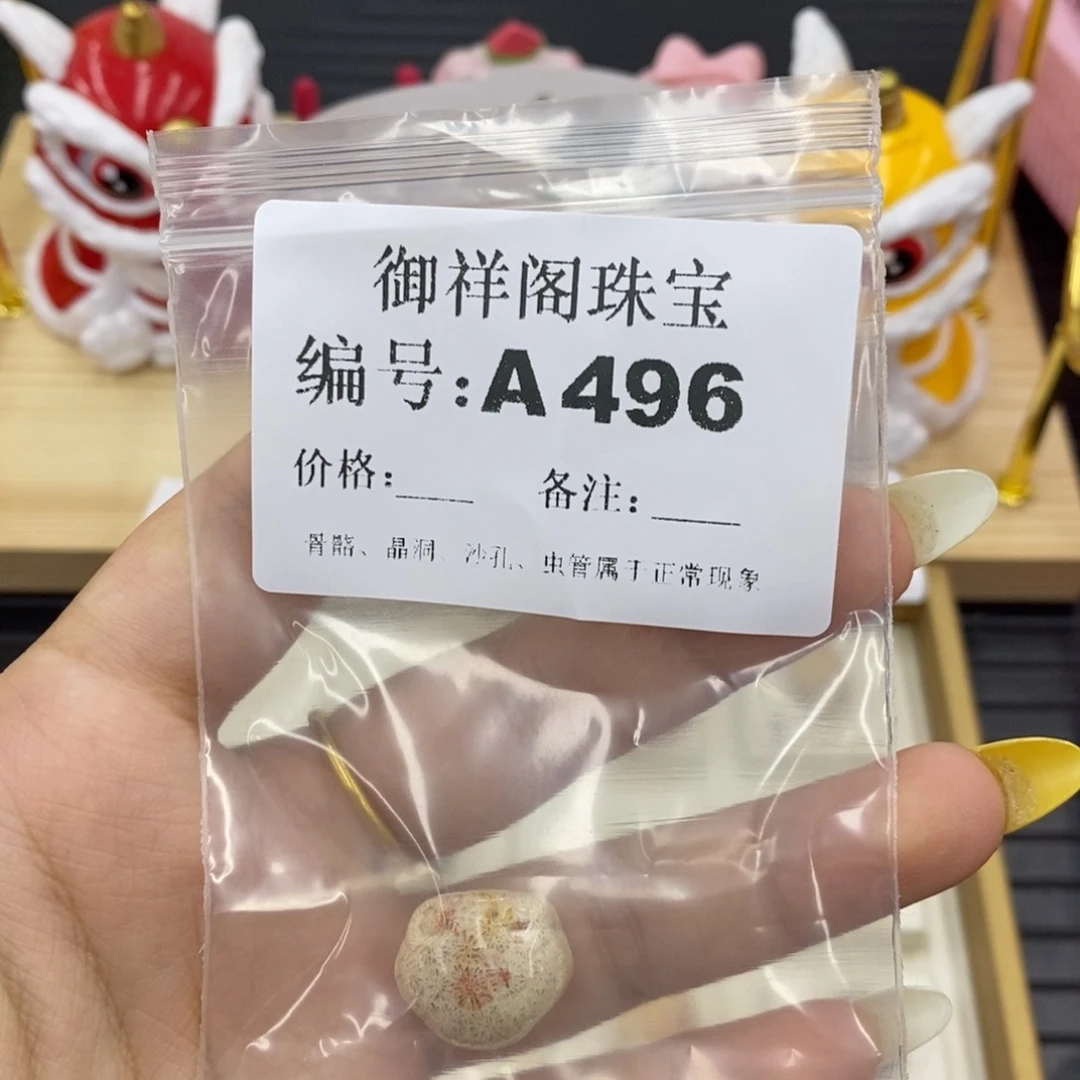 御祥阁珠宝
编号:A496
价格:____ 备注:____
骨骼、晶洞、沙孔、虫管属于正常现象